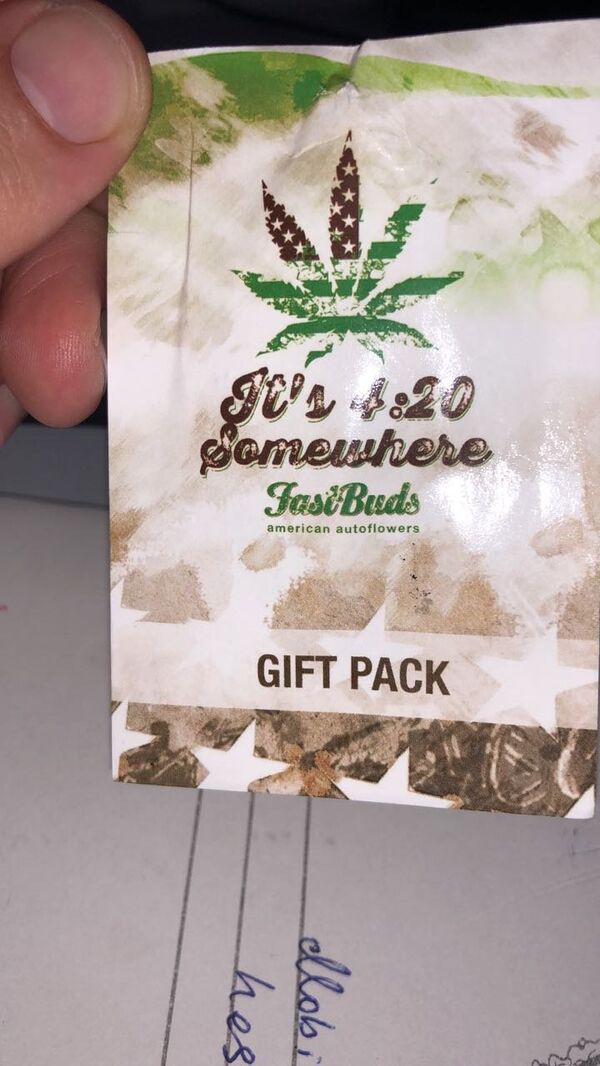 It's 4:20
Somewhere
FastBuds
american autoflowers
GIFT PACK